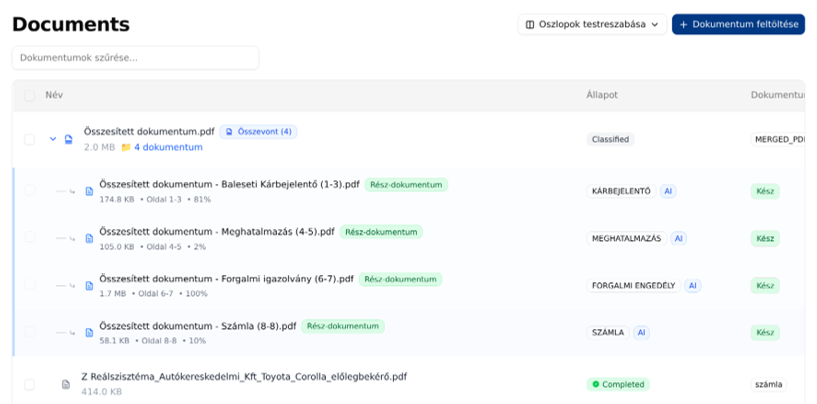 Documents
Oszlopok testreszabása
+ Dokumentum feltöltése
Dokumentumok szűrése...
Név Állapot
Összesített dokumentum.pdf Összevont (4) Classified
2.0 MB 4 dokumentum
Összesített dokumentum - Baleseti Kárbejelentő (1-3).pdf Rész-dokumentum KÁRBEJELENTŐ AI Kész
174.8 KB • Oldal 1-3 • 81%
Összesített dokumentum - Meghatalmazás (4-5).pdf Rész-dokumentum MEGHATALMAZÁS AI Kész
105.0 KB • Oldal 4-5 • 2%
Összesített dokumentum - Forgalmi igazolvány (6-7).pdf Rész-dokumentum FORGALMI ENGEDÉLY AI Kész
1.7 MB • Oldal 6-7 • 100%
Összesített dokumentum - Számla (8-8).pdf Rész-dokumentum SZÁMLA AI Kész
58.1 KB • Oldal 8-8 • 10%
Z Reálszisztéma_Autókereskedelmi_Kft_Toyota_Corolla_előlegbekérő.pdf Completed számla
414.0 KB